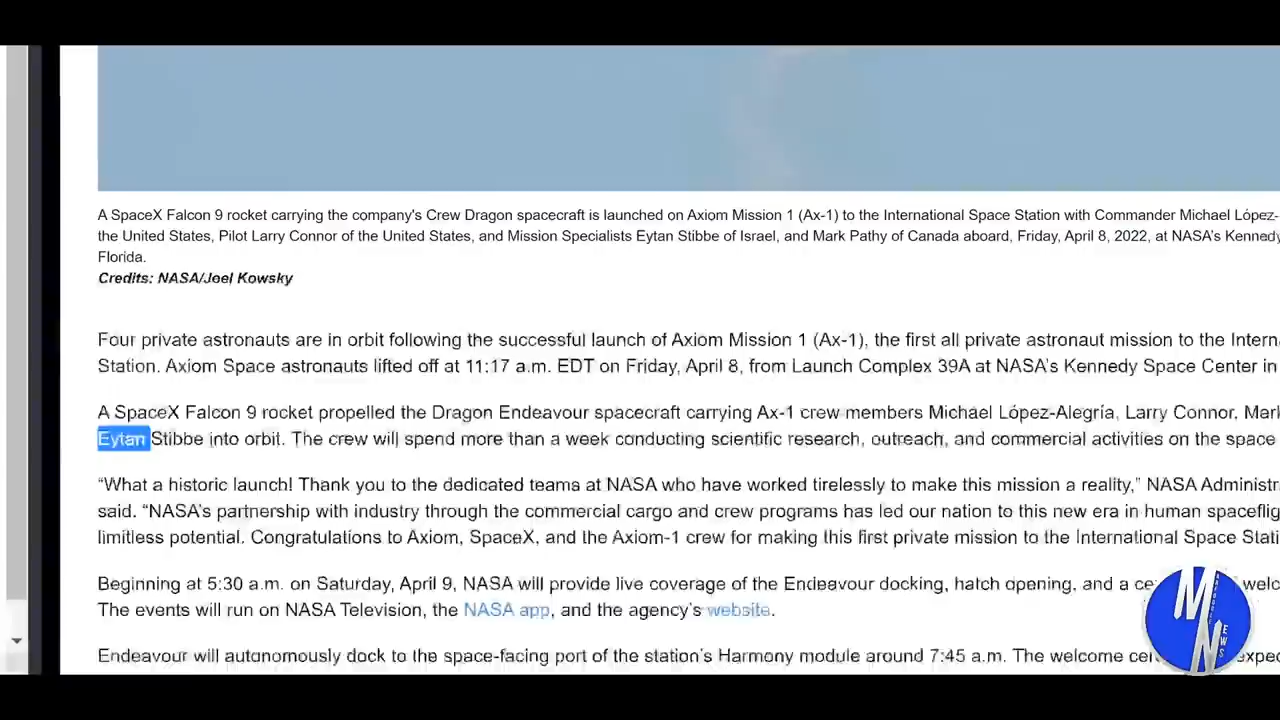 A SpaceX Falcon 9 rocket carrying the company's Crew Dragon spacecraft is launched on Axiom Mission 1 (Ax-1) to the International Space Station with Commander Michael López-
the United States, Pilot Larry Connor of the United States, and Mission Specialists Eytan Stibbe of Israel, and Mark Pathy of Canada aboard, Friday, April 8, 2022, at NASA's Kennedy
Florida.
Credits: NASA/Joel Kowsky
Four private astronauts are in orbit following the successful launch of Axiom Mission 1 (Ax-1), the first all private astronaut mission to the Intern
Station. Axiom Space astronauts lifted off at 11:17 a.m. EDT on Friday, April 8, from Launch Complex 39A at NASA's Kennedy Space Center in
A SpaceX Falcon 9 rocket propelled the Dragon Endeavour spacecraft carrying Ax-1 crew members Michael López-Alegría, Larry Connor, Mark
Eytan Stibbe into orbit. The crew will spend more than a week conducting scientific research, outreach, and commercial activities on the space
“What a historic launch! Thank you to the dedicated teams at NASA who have worked tirelessly to make this mission a reality,” NASA Administra
said. “NASA's partnership with industry through the commercial cargo and crew programs has led our nation to this new era in human spaceflig
limitless potential. Congratulations to Axiom, SpaceX, and the Axiom-1 crew for making this first private mission to the International Space Stati
Beginning at 5:30 a.m. on Saturday, April 9, NASA will provide live coverage of the Endeavour docking, hatch opening, and a ce welc
The events will run on NASA Television, the NASA app, and the agency's website.
Endeavour will autonomously dock to the space-facing port of the station's Harmony module around 7:45 a.m. The welcome cer expec
M N NEWS